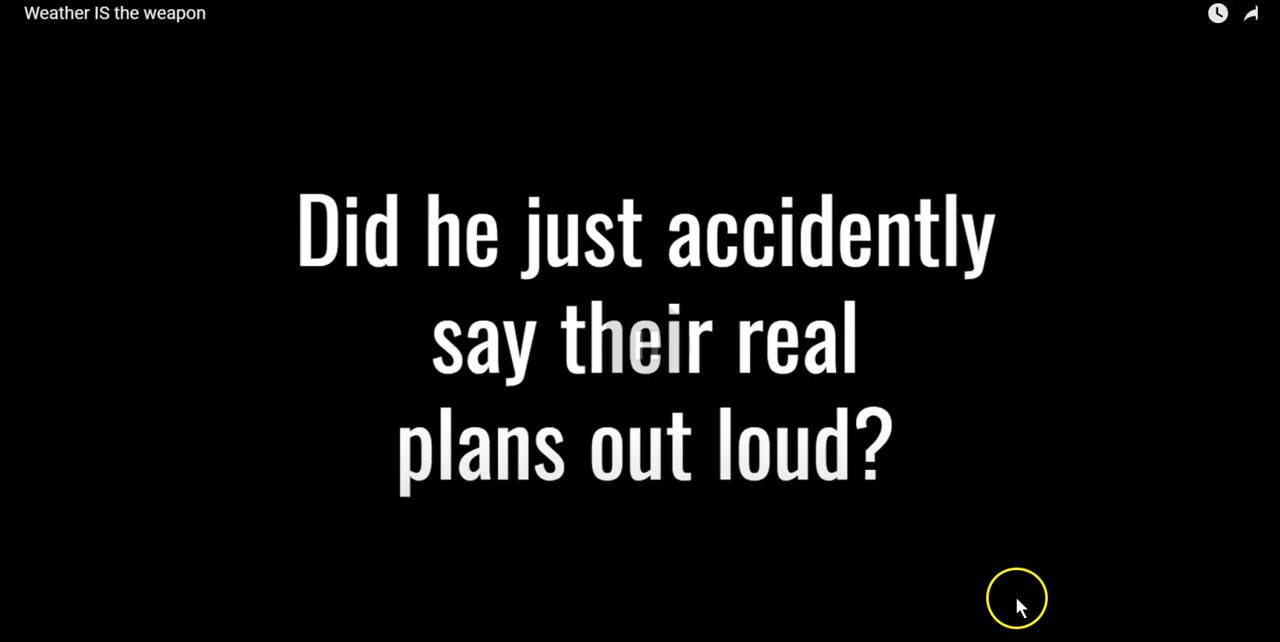 Weather IS the weapon
Did he just accidently
say their real
plans out loud?